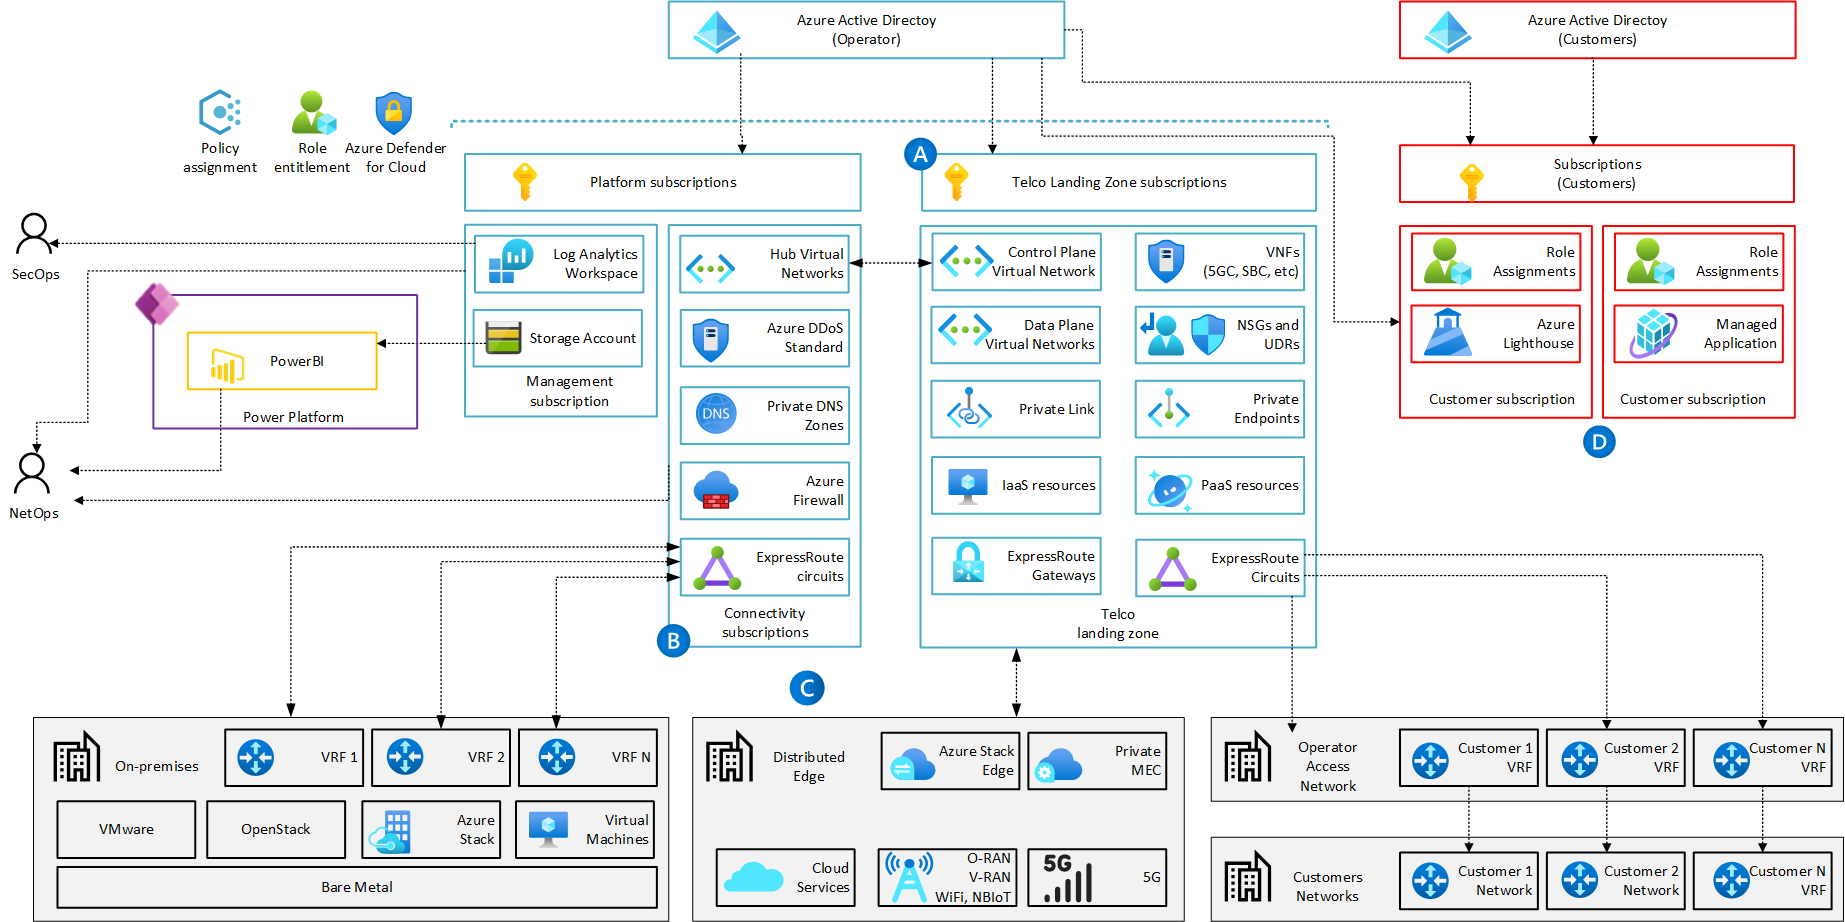 Azure Active Directoy
(Operator)
Azure Active Directoy
(Customers)
Policy
assignment
Role
entitlement
Azure Defender
for Cloud
A
Platform subscriptions
Telco Landing Zone subscriptions
Subscriptions
(Customers)
SecOps
Log Analytics
Workspace
Storage Account
Management
subscription
PowerBI
Power Platform
NetOps
Hub Virtual
Networks
Azure DDoS
Standard
DNS
Private DNS
Zones
Azure
Firewall
ExpressRoute
circuits
Connectivity
subscriptions
B
Control Plane
Virtual Network
VNFs
(5GC, SBC, etc)
Data Plane
Virtual Networks
NSGs and
UDRs
Private Link
Private
Endpoints
IaaS resources
PaaS resources
ExpressRoute
Gateways
ExpressRoute
Circuits
Telco
landing zone
Role
Assignments
Azure
Lighthouse
Customer subscription
Role
Assignments
Managed
Application
Customer subscription
D
C
On-premises
VRF 1
VRF 2
VRF N
VMware
OpenStack
Azure
Stack
Virtual
Machines
Bare Metal
Distributed
Edge
Azure Stack
Edge
Private
MEC
Cloud
Services
O-RAN
V-RAN
WiFi, NBIoT
5G
5G
Operator
Access
Network
Customer 1
VRF
Customer 2
VRF
Customer N
VRF
Customers
Networks
Customer 1
Network
Customer 2
Network
Customer N
VRF